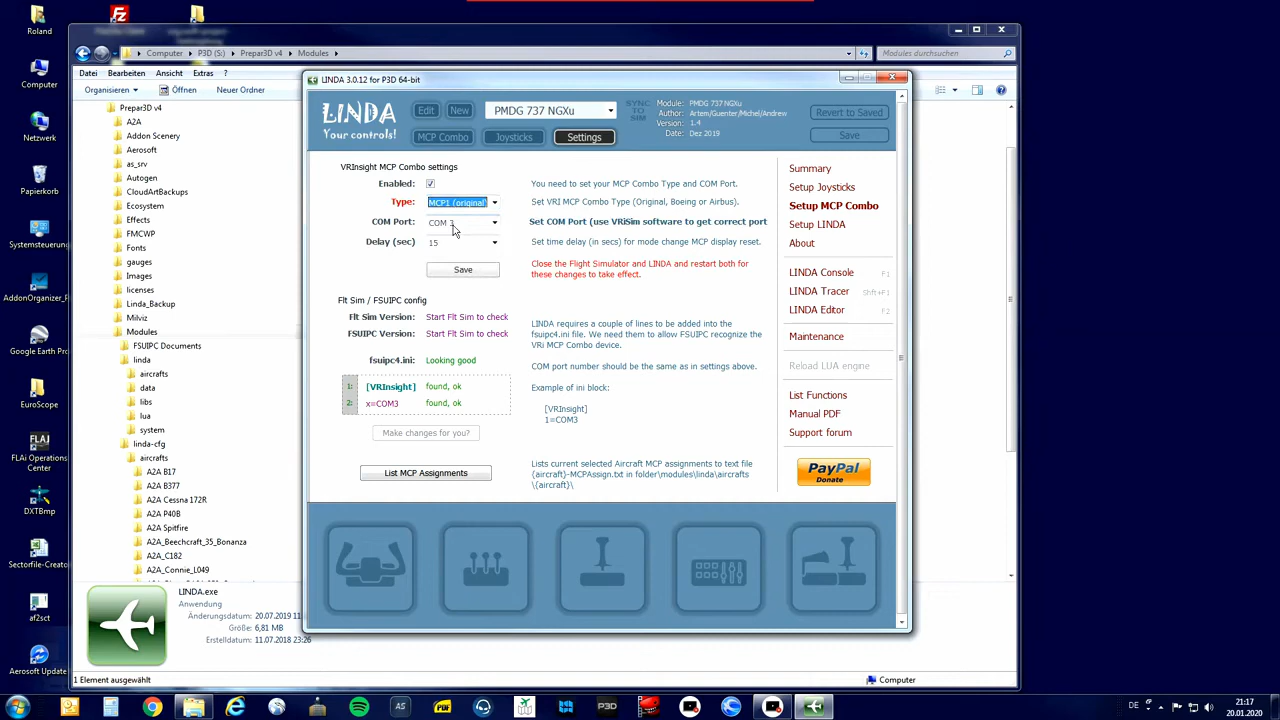 Roland
Computer
Netzwerk
Papierkorb
Systemsteuerung
AddonOrganizer_P
Google Earth Pro
EuroScope
FLAi Operations
Center
DXTBmp
Sectorfile-Creator
af2sct
Aerosoft Update
Computer
P3D (S:)
Prepar3D v4
Modules
Modules durchsuchen
Datei
Bearbeiten
Ansicht
Extras
?
Organisieren
Öffnen
Neuer Ordner
Prepar3D v4
A2A
Addon Scenery
Aerosoft
as_srv
Autogen
CloudArtBackups
Ecosystem
Effects
FMCWP
Fonts
gauges
Images
licenses
Linda_Backup
Milviz
Modules
FSUIPC Documents
linda
aircrafts
data
libs
lua
system
linda-cfg
aircrafts
A2A B17
A2A B377
A2A Cessna 172R
A2A P40B
A2A Spitfire
A2A_Beechcraft_35_Bonanza
A2A_C182
A2A_Connie_L049
LINDA.exe
Anwendung
Änderungsdatum: 20.07.2019 11
Größe: 6,81 MB
Erstelldatum: 11.07.2018 23:26
1 Element ausgewählt
Computer
LINDA 3.0.12 for P3D 64-bit
LINDA
Your controls!
Edit
New
PMDG 737 NGXu
SYNC
TO
SIM
Module: PMDG 737 NGXu
Author: Artem/Guenter/Michel/Andrew
Version: 1.4
Date: Dez 2019
Revert to Saved
MCP Combo
Joysticks
Settings
Save
VRInsight MCP Combo settings
Enabled:
You need to set your MCP Combo Type and COM Port.
Type: MCP1 (original)
Set VRI MCP Combo Type (Original, Boeing or Airbus).
COM Port: COM 3
Set COM Port (use VRiSim software to get correct port
Delay (sec) 15
Set time delay (in secs) for mode change MCP display reset.
Save
Close the Flight Simulator and LINDA and restart both for
these changes to take effect.
Flt Sim / FSUIPC config
Flt Sim Version: Start Flt Sim to check
FSUIPC Version: Start Flt Sim to check
fsuipc4.ini: Looking good
1: [VRInsight] found, ok
2: x=COM3 found, ok
Make changes for you?
LINDA requires a couple of lines to be added into the
fsuipc4.ini file. We need them to allow FSUIPC recognize the
VRi MCP Combo device.
COM port number should be the same as in settings above.
Example of ini block:
[VRInsight]
1=COM3
List MCP Assignments
Lists current selected Aircraft MCP assignments to text file
{aircraft}-MCPAssign.txt in folder\modules\linda\aircrafts
\{aircraft}\
Summary
Setup Joysticks
Setup MCP Combo
Setup LINDA
About
LINDA Console F1
LINDA Tracer Shft+F1
LINDA Editor F2
Maintenance
Reload LUA engine
List Functions
Manual PDF
Support forum
PayPal
Donate
AS
PDF
P3D
DE
21:17
20.01.2020